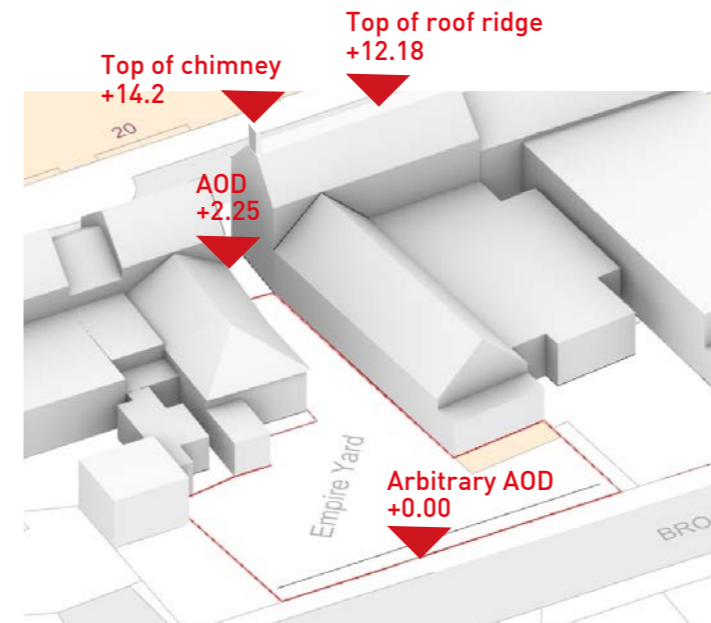 Top of roof ridge
+12.18
Top of chimney
+14.2
20
AOD
+2.25
Empire Yard
Arbitrary AOD
+0.00
BRO